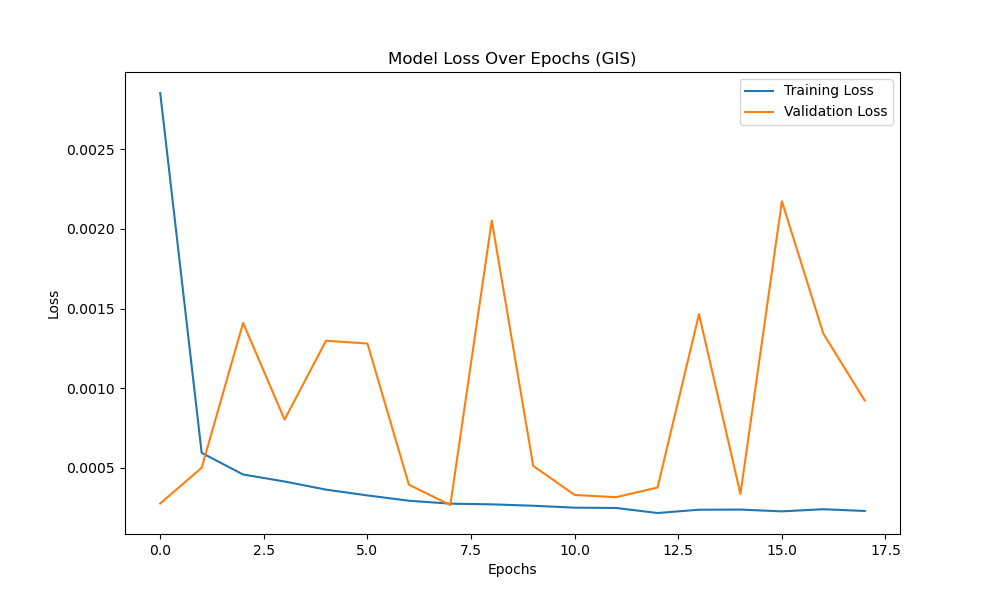 Model Loss Over Epochs (GIS)
Training Loss
Validation Loss
0.0025
0.0020
0.0015
0.0010
0.0005
Loss
0.0
2.5
5.0
7.5
10.0
12.5
15.0
17.5
Epochs